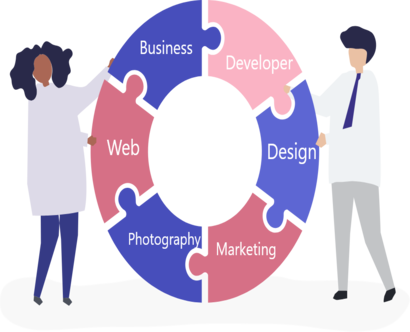 Business
Developer
Web
Design
Photography
Marketing